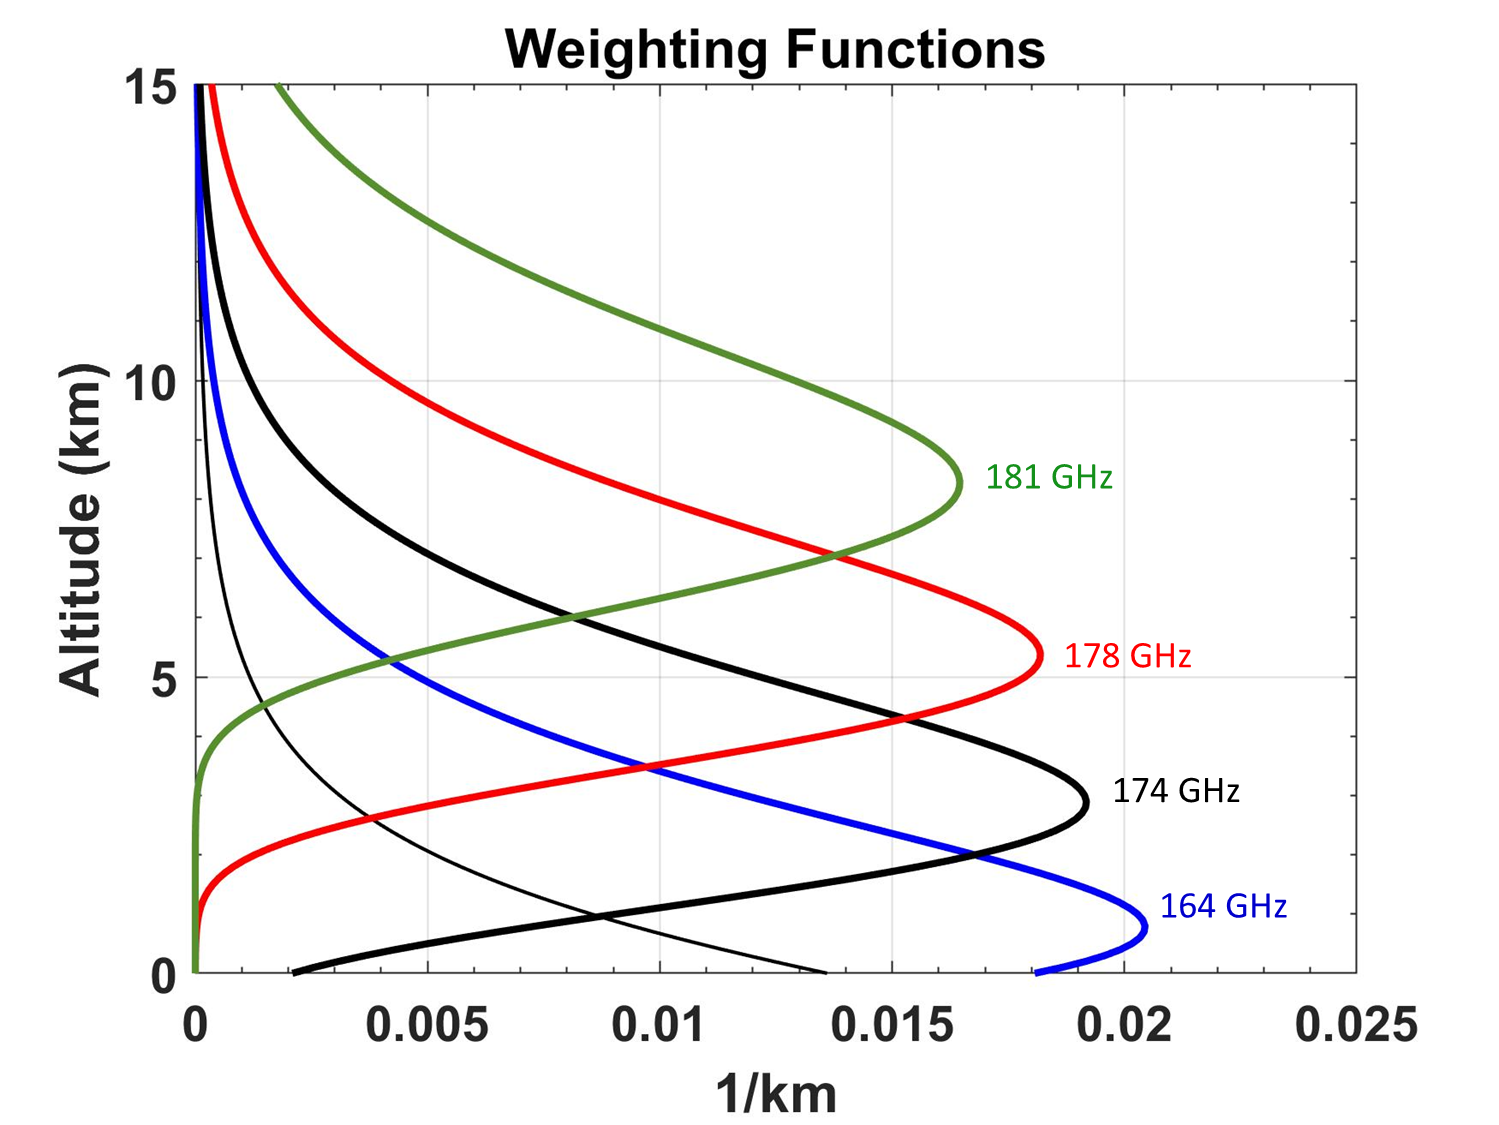 Weighting Functions
15
10
5
0
Altitude (km)
181 GHz
178 GHz
174 GHz
164 GHz
0 0.005 0.01 0.015 0.02 0.025
1/km